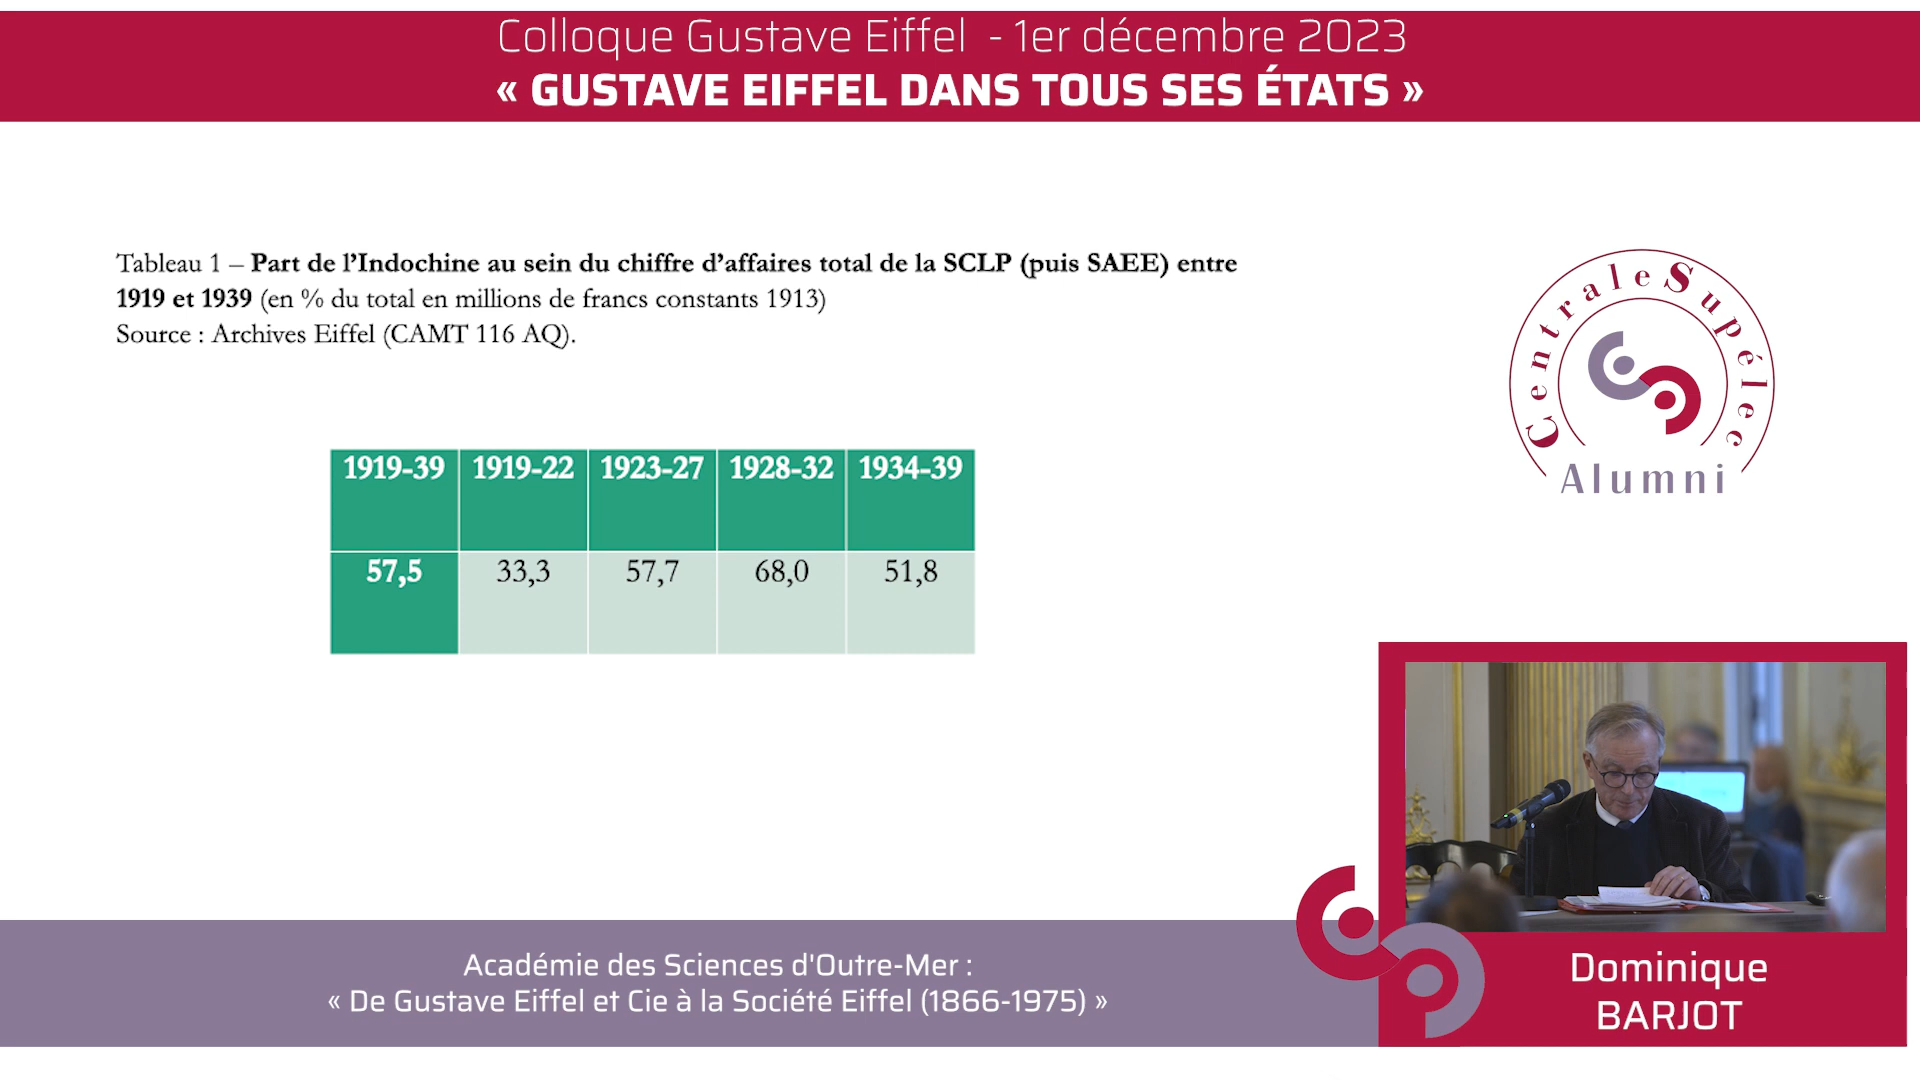 Colloque Gustave Eiffel - 1er décembre 2023
« GUSTAVE EIFFEL DANS TOUS SES ÉTATS »
Tableau 1 – Part de l'Indochine au sein du chiffre d'affaires total de la SCLP (puis SAEE) entre
1919 et 1939 (en % du total en millions de francs constants 1913)
Source : Archives Eiffel (CAMT 116 AQ).
CentraleSupélec
Alumni
1919-39 1919-22 1923-27 1928-32 1934-39
57,5 33,3 57,7 68,0 51,8
Académie des Sciences d'Outre-Mer :
« De Gustave Eiffel et Cie à la Société Eiffel (1866-1975) »
Dominique
BARJOT